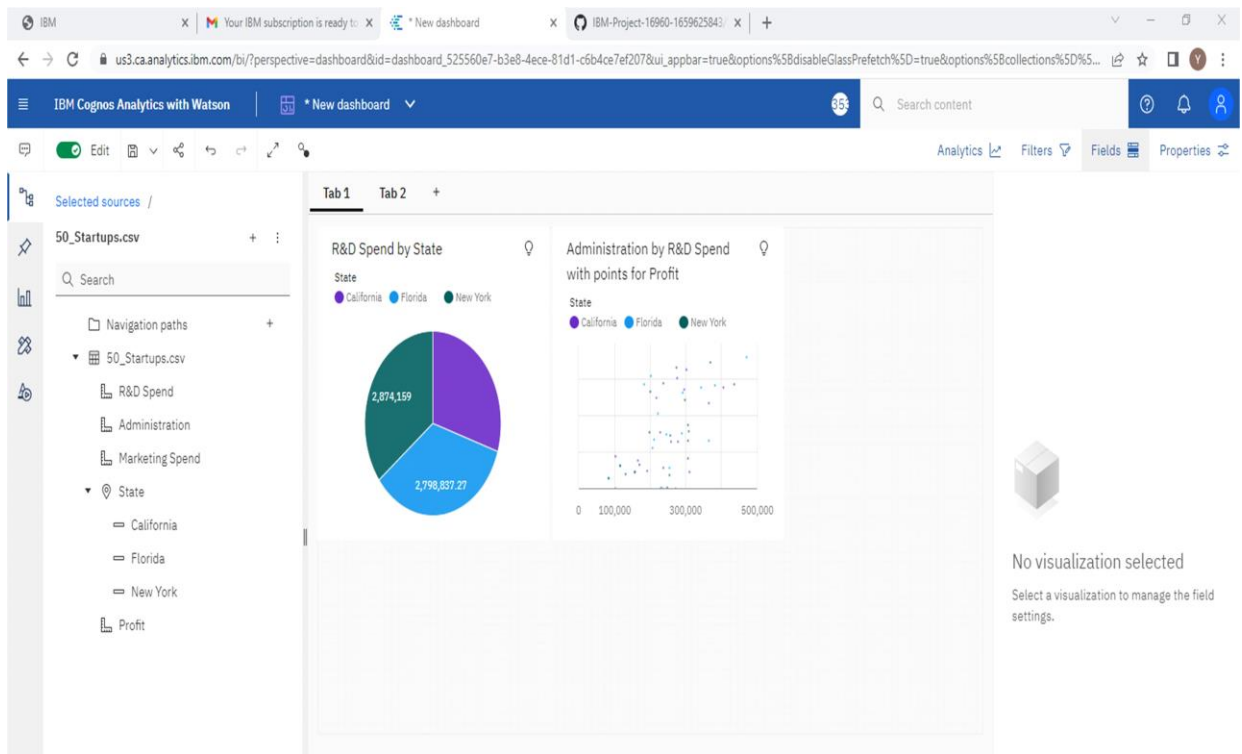 IBM
Your IBM subscription is ready to
* New dashboard
IBM-Project-16960-1659625843/
us3.ca.analytics.ibm.com/bi/?perspective=dashboard&id=dashboard_525560e7-b3e8-4ece-81d1-c6b4ce7ef207&ui_appbar=true&options%5BdisableGlassPrefetch%5D=true&options%5Bcollections%5D%5...
Y
IBM Cognos Analytics with Watson
* New dashboard
Search content
Edit
Analytics
Filters
Fields
Properties
Selected sources /
50_Startups.csv
Search
Navigation paths
50_Startups.csv
R&D Spend
Administration
Marketing Spend
State
California
Florida
New York
Profit
Tab 1 Tab 2 +
R&D Spend by State
State
California Florida New York
2,874,159
2,798,837.27
Administration by R&D Spend
with points for Profit
State
California Florida New York
0 100,000 300,000 500,000
No visualization selected
Select a visualization to manage the field
settings.